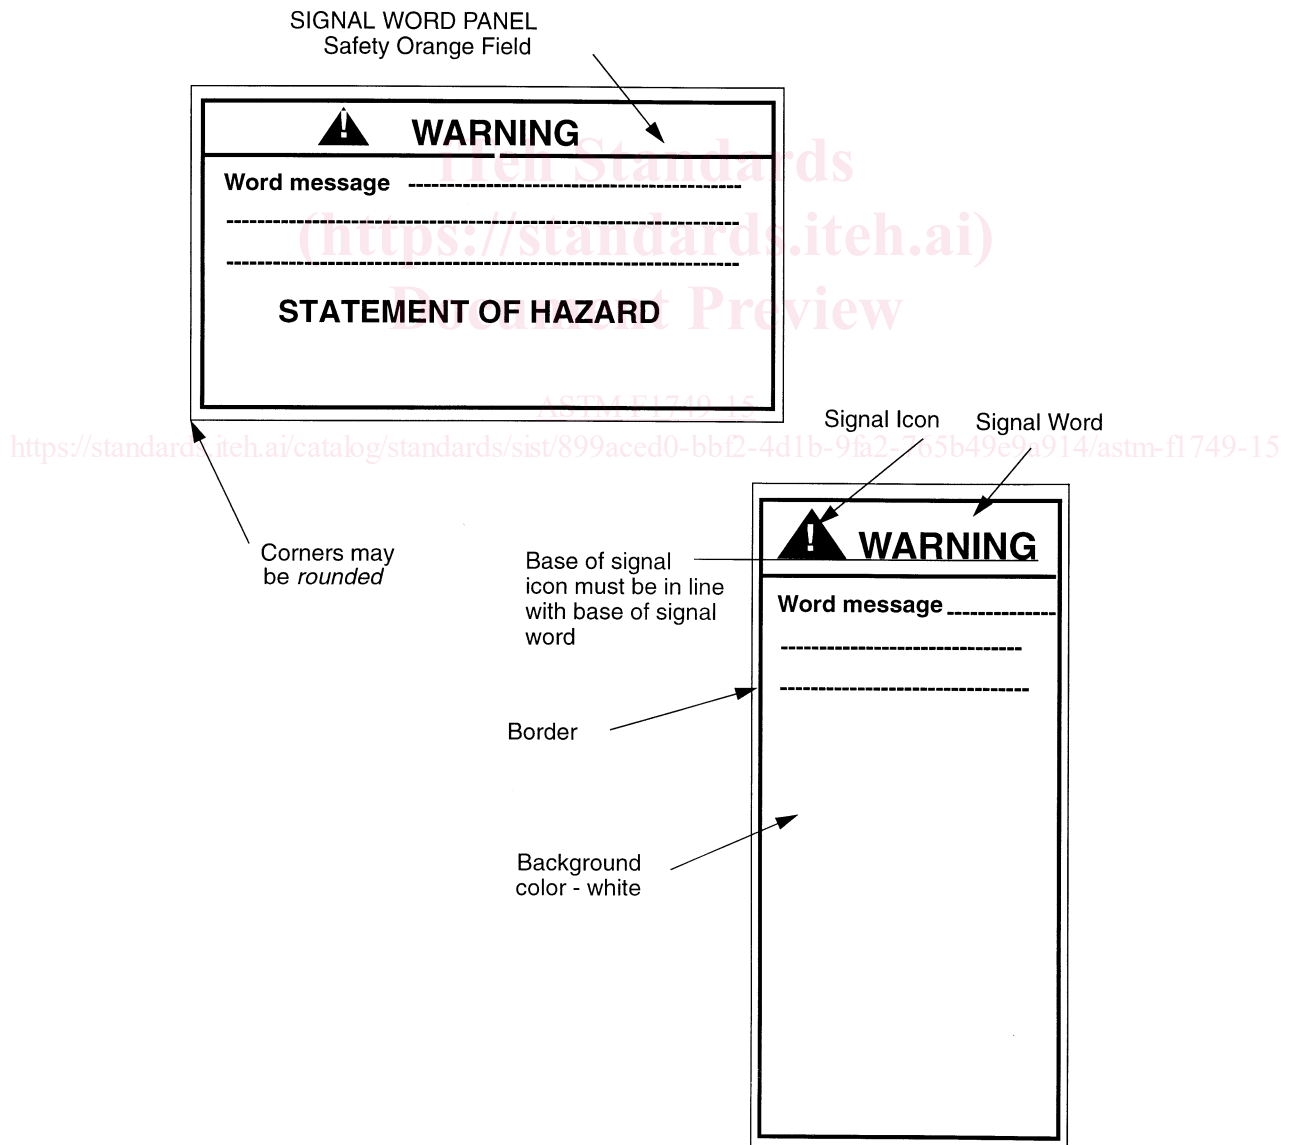 SIGNAL WORD PANEL
Safety Orange Field
! WARNING
iTeh Standards
Word message
(https://standards.iteh.ai)
STATEMENT OF HAZARD
Document Preview
ASTM F1749-15
Signal Icon
Signal Word
https://standards.iteh.ai/catalog/standards/sist/899aced0-bbf2-4d1b-9fa2-765b49e9a914/astm-f1749-15
Corners may
be rounded
! WARNING
Base of signal
icon must be in line
with base of signal
word
Word message
Border
Background
color - white